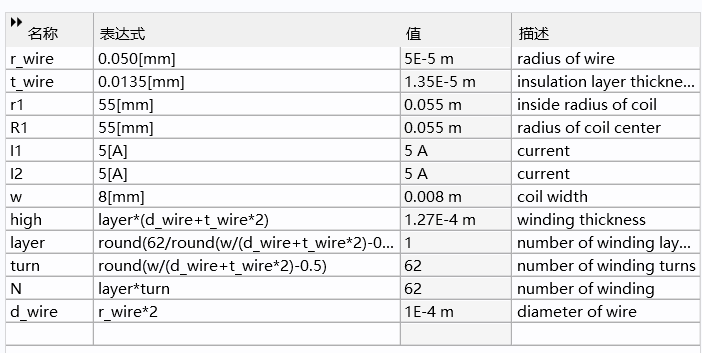 名称 表达式 值 描述
r_wire 0.050[mm] 5E-5 m radius of wire
t_wire 0.0135[mm] 1.35E-5 m insulation layer thickne...
r1 55[mm] 0.055 m inside radius of coil
R1 55[mm] 0.055 m radius of coil center
I1 5[A] 5 A current
I2 5[A] 5 A current
w 8[mm] 0.008 m coil width
high layer*(d_wire+t_wire*2) 1.27E-4 m winding thickness
layer round(62/round(w/(d_wire+t_wire*2)-0... 1 number of winding lay...
turn round(w/(d_wire+t_wire*2)-0.5) 62 number of winding turns
N layer*turn 62 number of winding
d_wire r_wire*2 1E-4 m diameter of wire